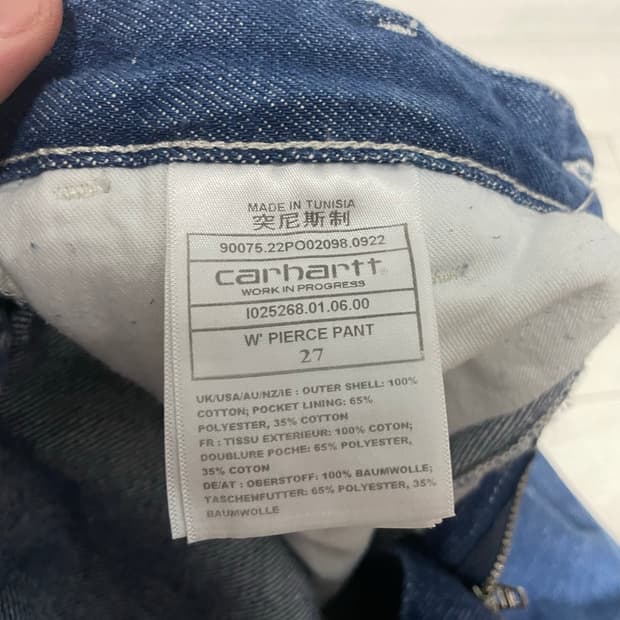 MADE IN TUNISIA
突尼斯制
90075.22PO02098.0922
carhartt
WORK IN PROGRESS
I025268.01.06.00
W' PIERCE PANT
27
UK/USA/AU/NZ/IE : OUTER SHELL: 100%
COTTON; POCKET LINING: 65%
POLYESTER, 35% COTTON
FR : TISSU EXTERIEUR: 100% COTON;
DOUBLURE POCHE: 65% POLYESTER,
35% COTON
DE/AT : OBERSTOFF: 100% BAUMWOLLE;
TASCHENFUTTER: 65% POLYESTER, 35%
BAUMWOLLE